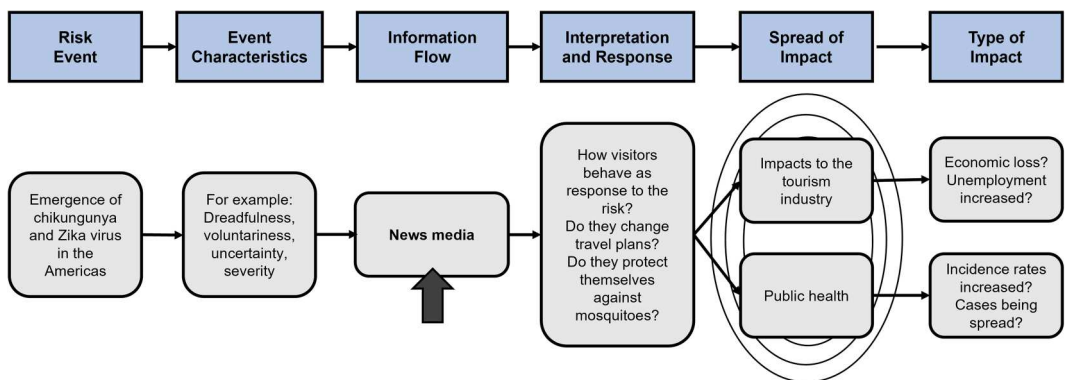 Risk
Event
Event
Characteristics
Information
Flow
Interpretation
and Response
Spread of
Impact
Type of
Impact
Emergence of
chikungunya
and Zika virus
in the
Americas
For example:
Dreadfulness,
voluntariness,
uncertainty,
severity
News media
How visitors
behave as
response to the
risk?
Do they change
travel plans?
Do they protect
themselves
against
mosquitoes?
Impacts to the
tourism
industry
Public health
Economic loss?
Unemployment
increased?
Incidence rates
increased?
Cases being
spread?